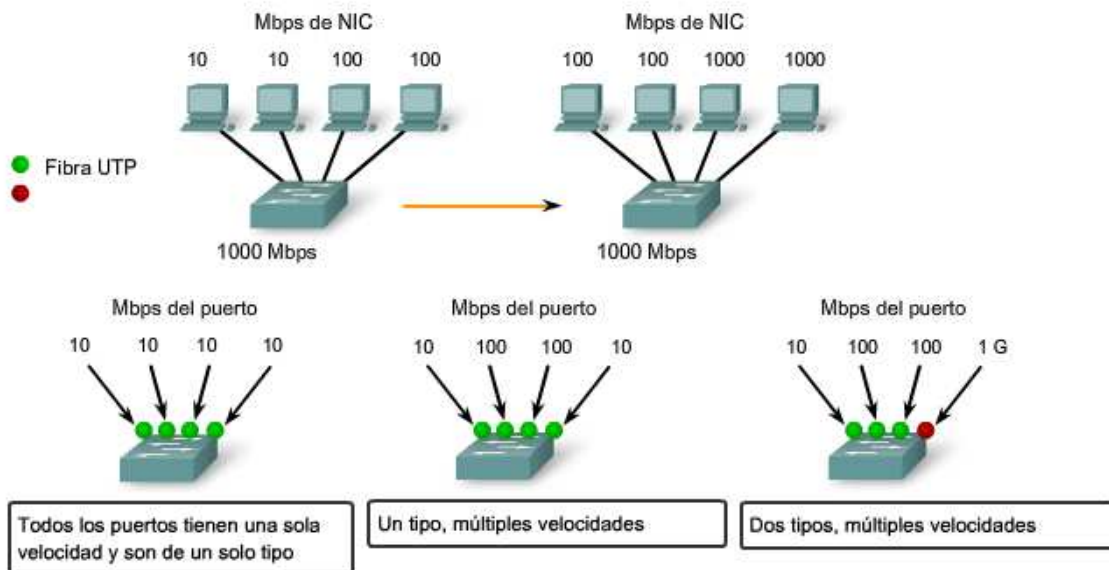 Mbps de NIC
10 10 100 100
Mbps de NIC
100 100 1000 1000
Fibra UTP
1000 Mbps
1000 Mbps
Mbps del puerto
10 10 10 10
Mbps del puerto
10 100 100 10
Mbps del puerto
10 100 100 1 G
Todos los puertos tienen una sola
velocidad y son de un solo tipo
Un tipo, múltiples velocidades
Dos tipos, múltiples velocidades